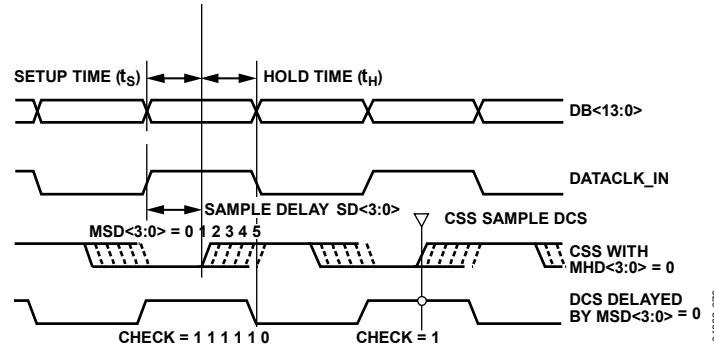 SETUP TIME (tS)
HOLD TIME (tH)
DB<13:0>
DATACLK_IN
SAMPLE DELAY SD<3:0>
CSS SAMPLE DCS
MSD<3:0> = 0 1 2 3 4 5
CSS WITH
MHD<3:0> = 0
DCS DELAYED
BY MSD<3:0> = 0
CHECK = 1 1 1 1 1 0
CHECK = 1